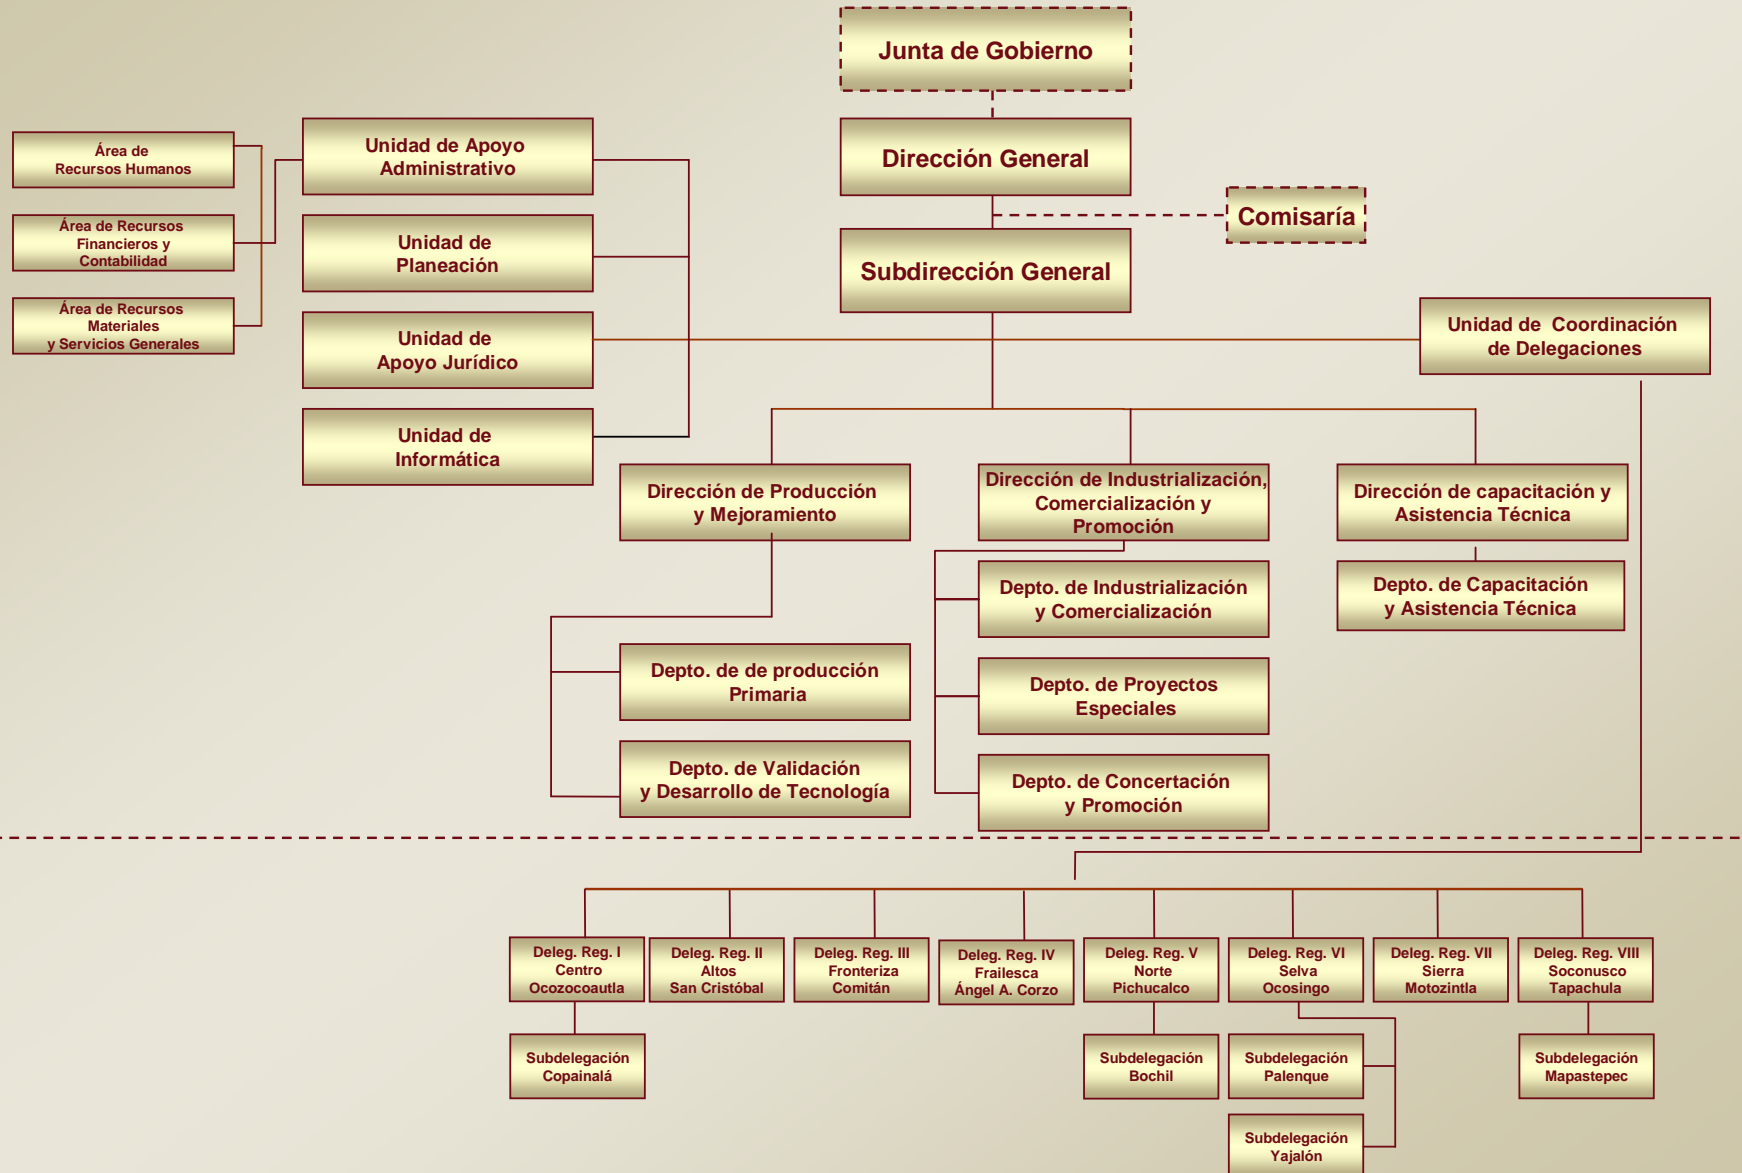 Junta de Gobierno
Dirección General
Comisaría
Subdirección General
Unidad de Apoyo
Administrativo
Unidad de
Planeación
Unidad de
Apoyo Jurídico
Unidad de
Informática
Área de
Recursos Humanos
Área de Recursos
Financieros y
Contabilidad
Área de Recursos
Materiales
y Servicios Generales
Unidad de  Coordinación
de Delegaciones
Dirección de Producción
y Mejoramiento
Dirección de Industrialización,
Comercialización y
Promoción
Dirección de capacitación y
Asistencia Técnica
Depto. de Industrialización
y Comercialización
Depto. de Capacitación
y Asistencia Técnica
Depto. de de producción
Primaria
Depto. de Proyectos
Especiales
Depto. de Validación
y Desarrollo de Tecnología
Depto. de Concertación
y Promoción
Deleg. Reg. I
Centro
Ocozocoautla
Deleg. Reg. II
Altos
San Cristóbal
Deleg. Reg. III
Fronteriza
Comitán
Deleg. Reg. IV
Frailesca
Ángel A. Corzo
Deleg. Reg. V
Norte
Pichucalco
Deleg. Reg. VI
Selva
Ocosingo
Deleg. Reg. VII
Sierra
Motozintla
Deleg. Reg. VIII
Soconusco
Tapachula
Subdelegación
Copainalá
Subdelegación
Bochil
Subdelegación
Palenque
Subdelegación
Mapastepec
Subdelegación
Yajalón